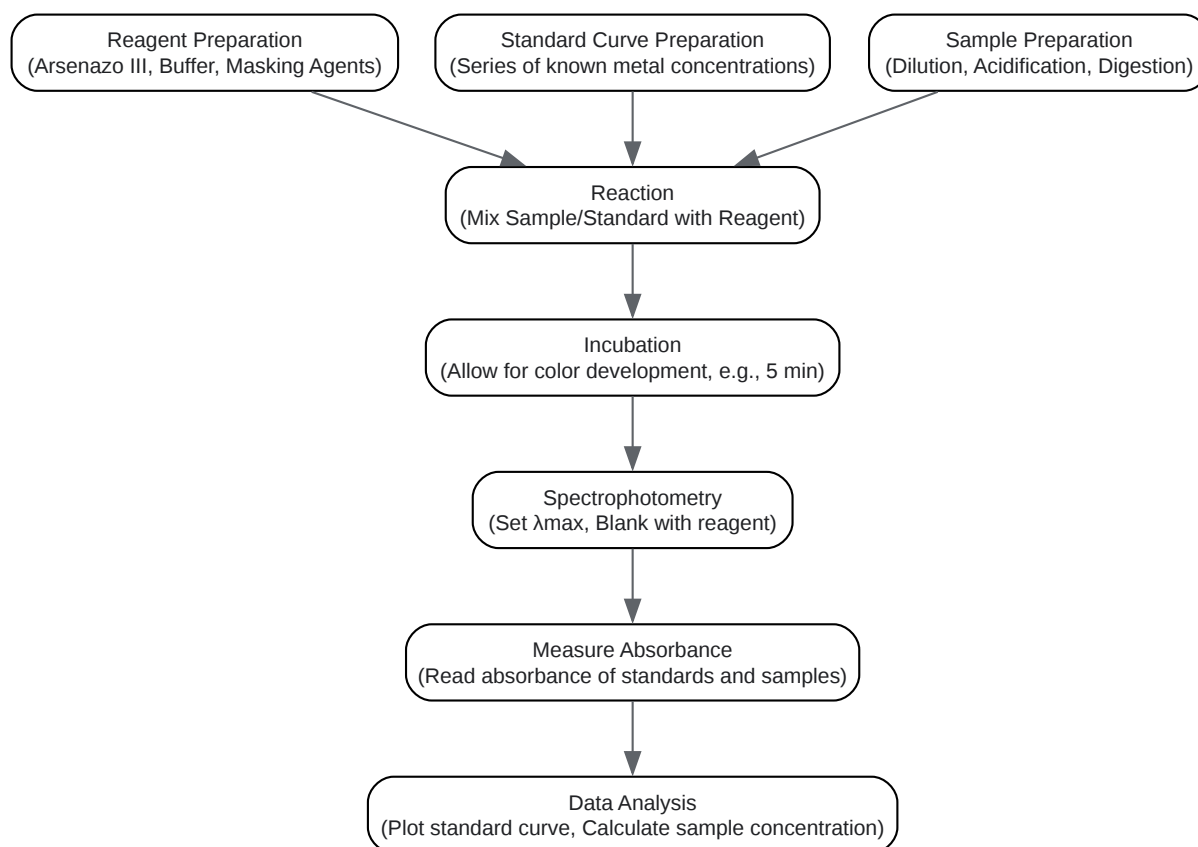 Reagent Preparation
(Arsenazo III, Buffer, Masking Agents)
Standard Curve Preparation
(Series of known metal concentrations)
Sample Preparation
(Dilution, Acidification, Digestion)
Reaction
(Mix Sample/Standard with Reagent)
Incubation
(Allow for color development, e.g., 5 min)
Spectrophotometry
(Set λmax, Blank with reagent)
Measure Absorbance
(Read absorbance of standards and samples)
Data Analysis
(Plot standard curve, Calculate sample concentration)